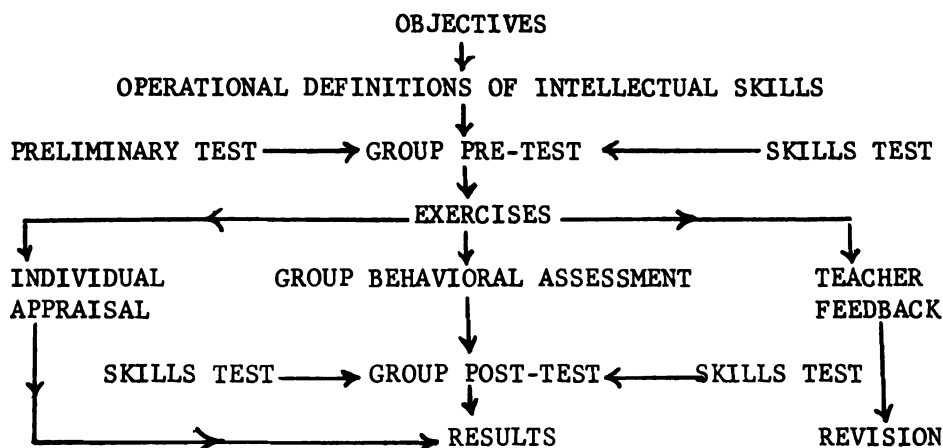 OBJECTIVES
OPERATIONAL DEFINITIONS OF INTELLECTUAL SKILLS
PRELIMINARY TEST GROUP PRE-TEST SKILLS TEST
EXERCISES
INDIVIDUAL APPRAISAL GROUP BEHAVIORAL ASSESSMENT TEACHER FEEDBACK
SKILLS TEST GROUP POST-TEST SKILLS TEST
RESULTS REVISION